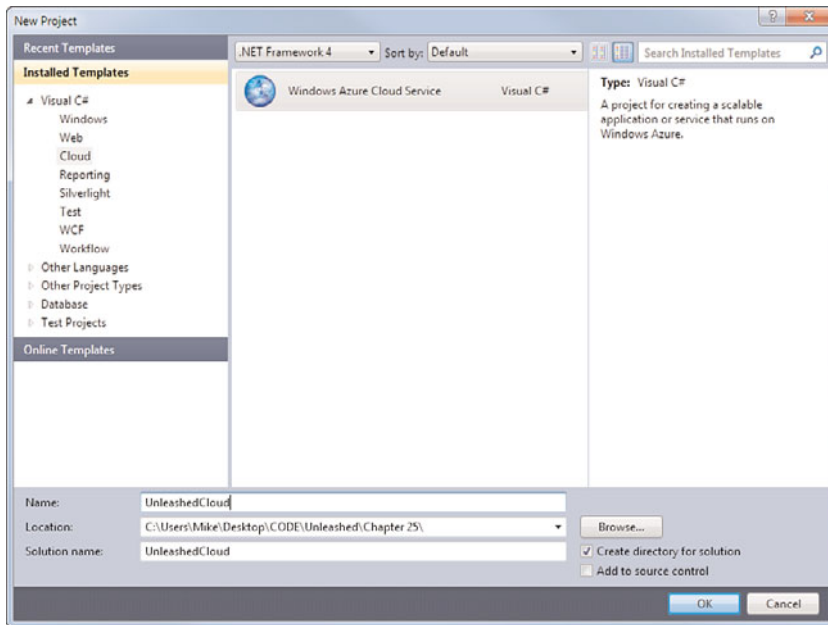 New Project
Recent Templates
Installed Templates
Visual C#
Windows
Web
Cloud
Reporting
Silverlight
Test
WCF
Workflow
Other Languages
Other Project Types
Database
Test Projects
Online Templates
.NET Framework 4
Sort by: Default
Search Installed Templates
Windows Azure Cloud Service Visual C#
Type: Visual C#
A project for creating a scalable
application or service that runs on
Windows Azure.
Name: UnleashedCloud
Location: C:\Users\Mike\Desktop\CODE\Unleashed\Chapter 25\
Browse...
Solution name: UnleashedCloud
Create directory for solution
Add to source control
OK
Cancel